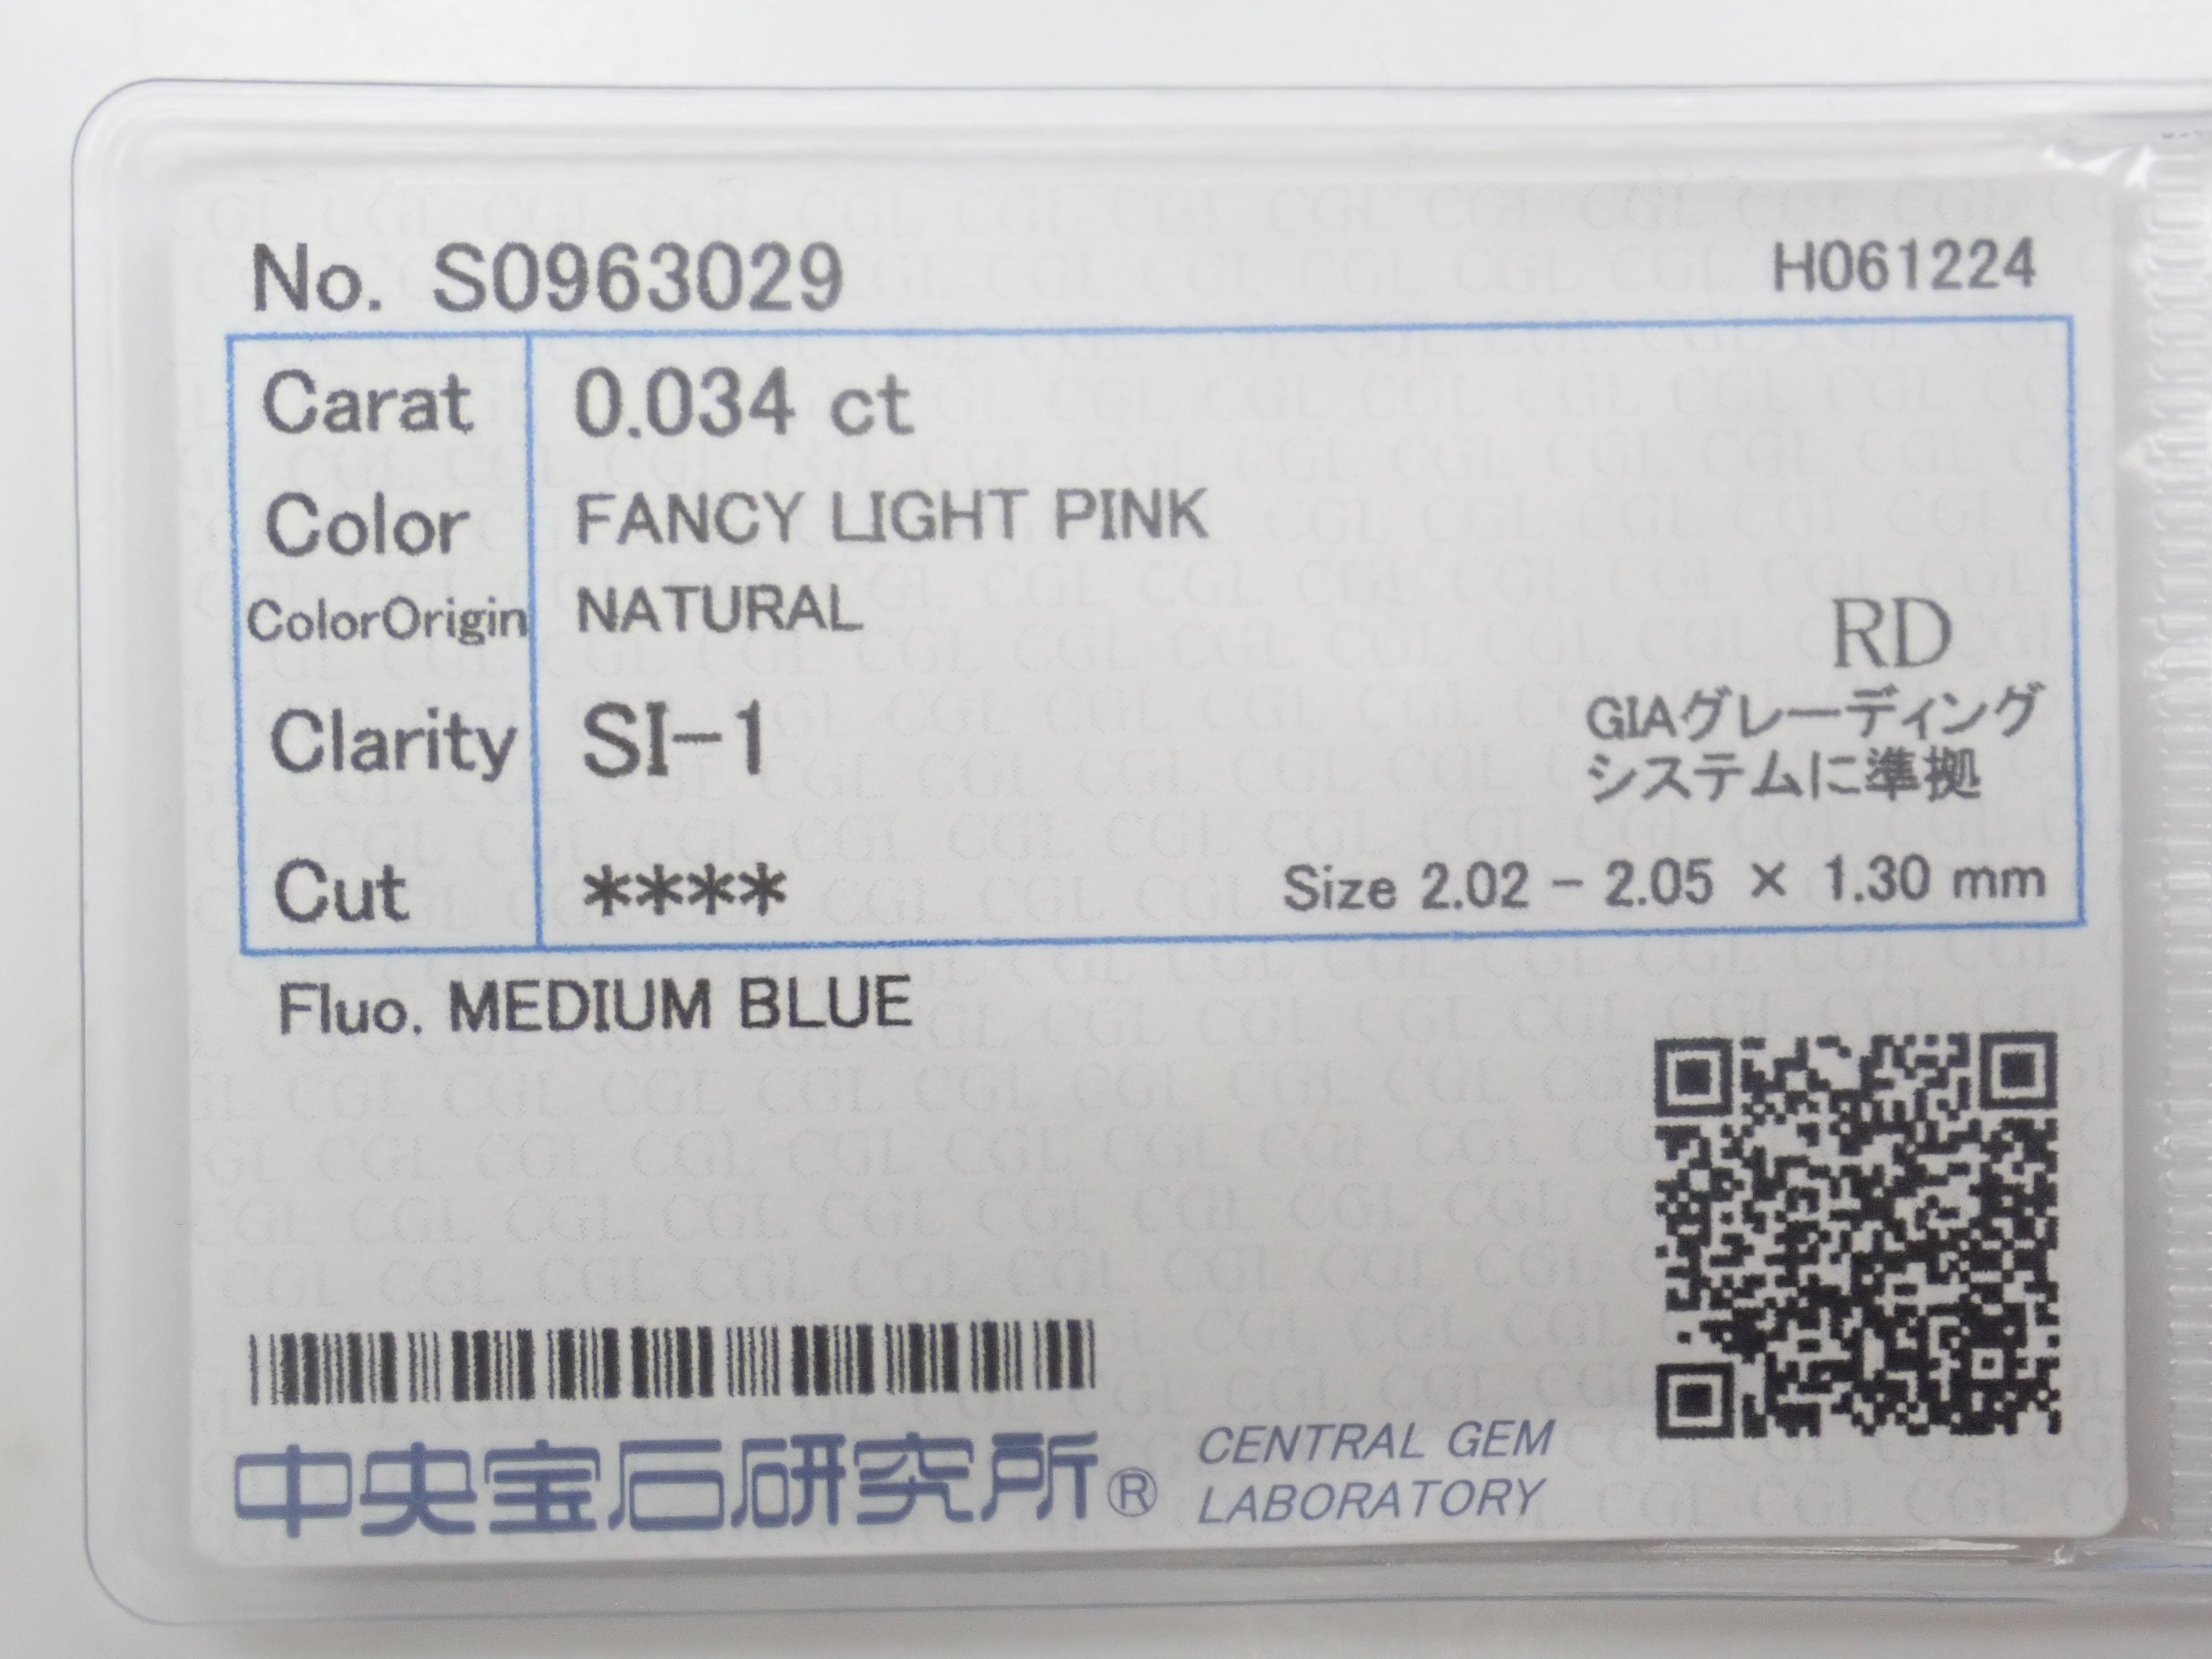 No. S0963029 H061224
Carat 0.034 ct
Color FANCY LIGHT PINK
ColorOrigin NATURAL
RD
Clarity SI-1
GIAグレーディング
システムに準拠
Cut **** Size 2.02 - 2.05 × 1.30 mm
Fluo. MEDIUM BLUE
中央宝石研究所® CENTRAL GEM
LABORATORY